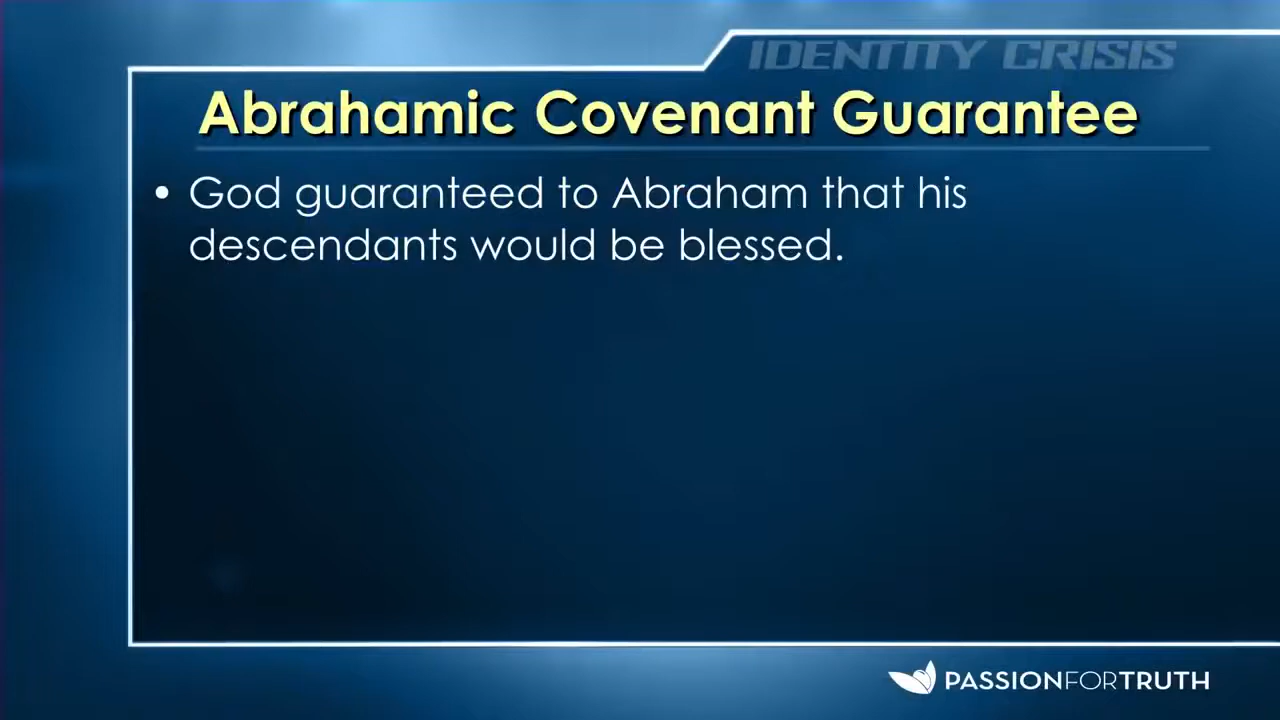 IDENTITY CRISIS
Abrahamic Covenant Guarantee
• God guaranteed to Abraham that his
descendants would be blessed.
PASSIONFORTRUTH